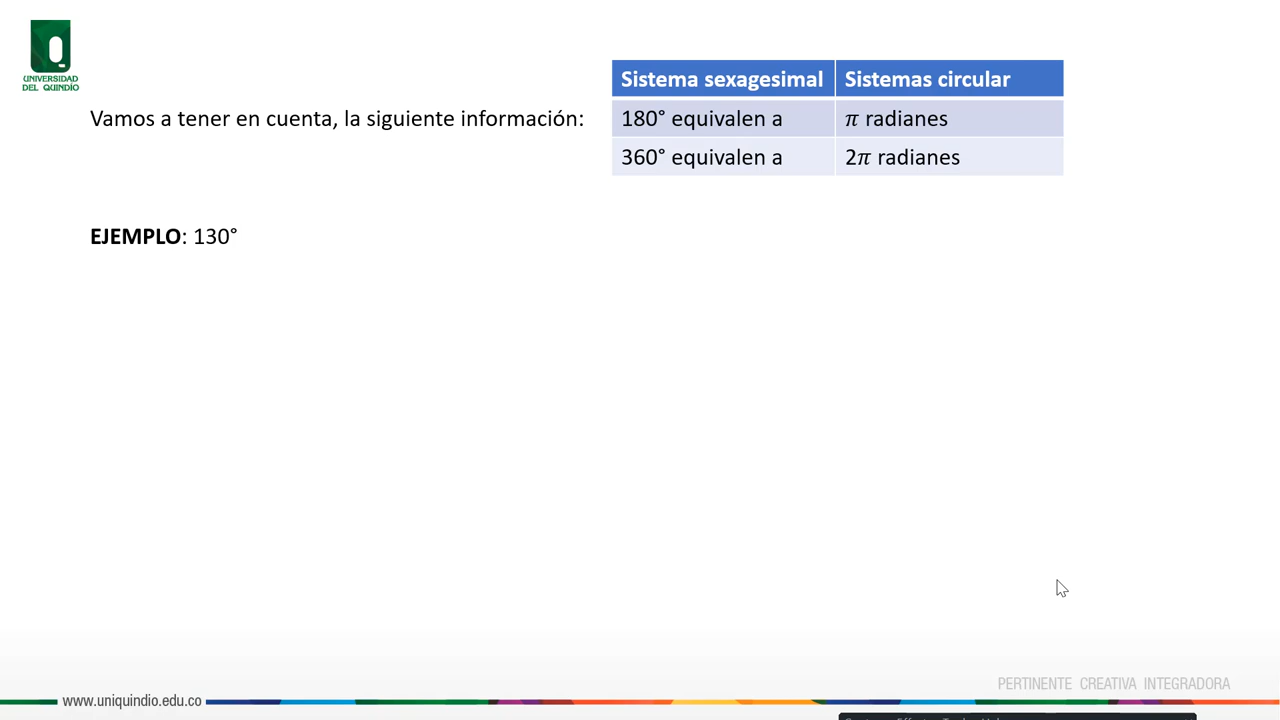 UNIVERSIDAD
DEL QUINDÍO
Sistema sexagesimal Sistemas circular
Vamos a tener en cuenta, la siguiente información:
180° equivalen a π radianes
360° equivalen a 2π radianes
EJEMPLO: 130°
PERTINENTE CREATIVA INTEGRADORA
www.uniquindio.edu.co